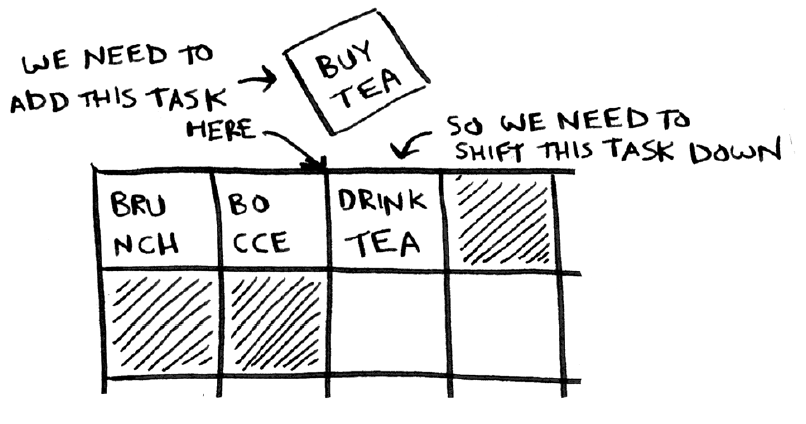 WE NEED TO
ADD THIS TASK
HERE
BUY
TEA
SO WE NEED TO
SHIFT THIS TASK DOWN
BRU
NCH
BO
CCE
DRINK
TEA